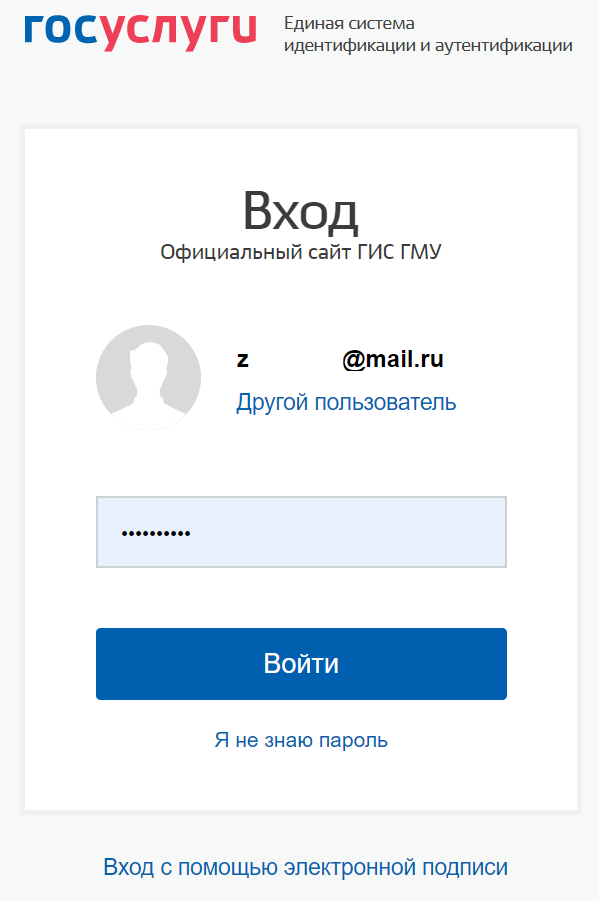 госуслуги
Единая система
идентификации и аутентификации
Вход
Официальный сайт ГИС ГМУ
z @mail.ru
Другой пользователь
••••••••••
Войти
Я не знаю пароль
Вход с помощью электронной подписи